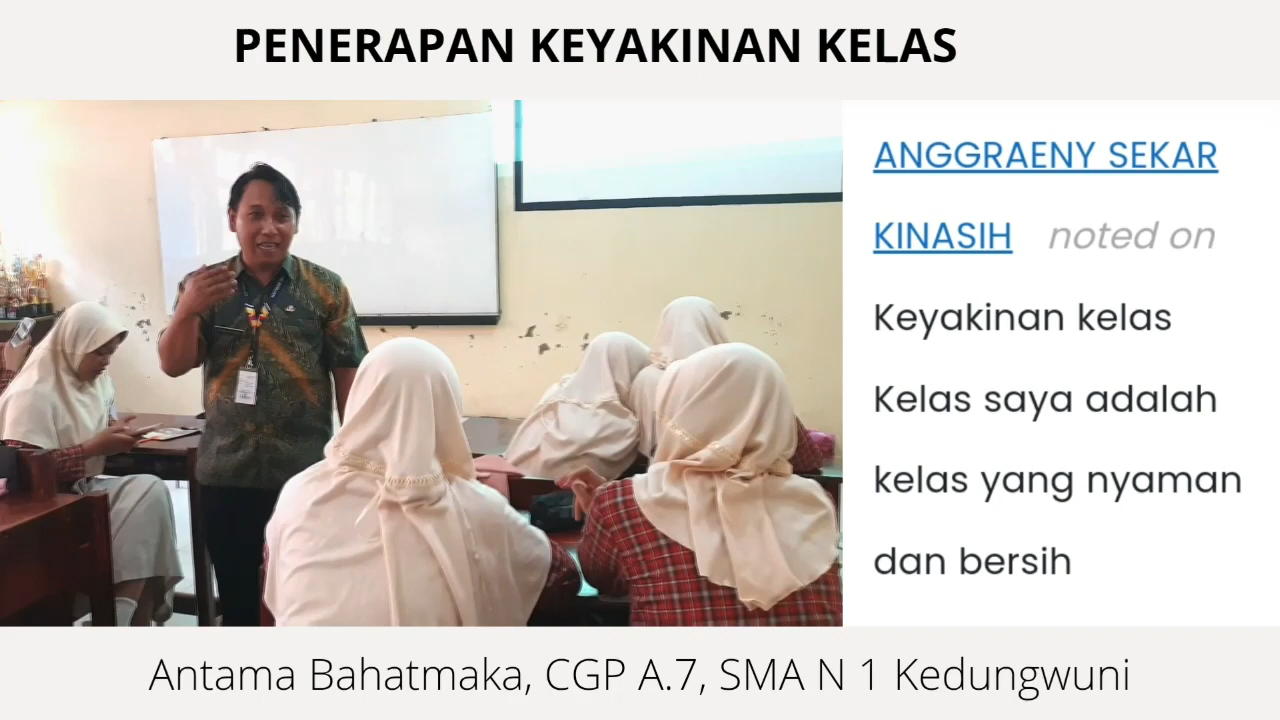 PENERAPAN KEYAKINAN KELAS
ANGGRAENY SEKAR
KINASIH noted on
Keyakinan kelas
Kelas saya adalah
kelas yang nyaman
dan bersih
Antama Bahatmaka, CGP A.7, SMA N 1 Kedungwuni